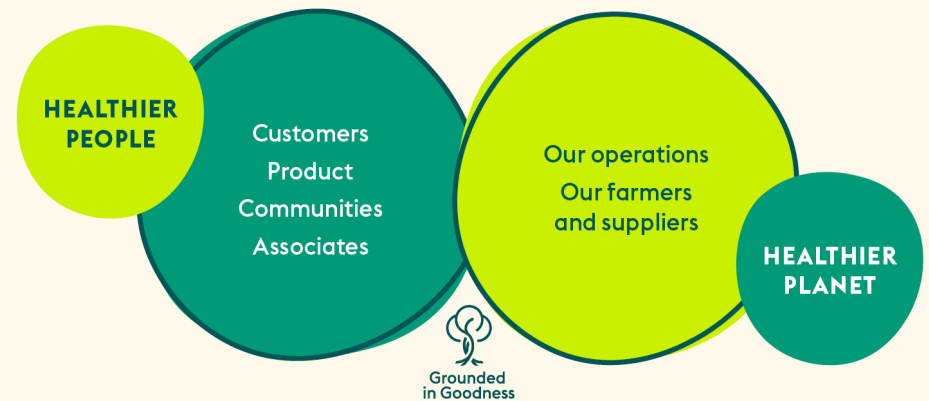 HEALTHIER
PEOPLE
Customers
Product
Communities
Associates
Our operations
Our farmers
and suppliers
HEALTHIER
PLANET
Grounded
in Goodness